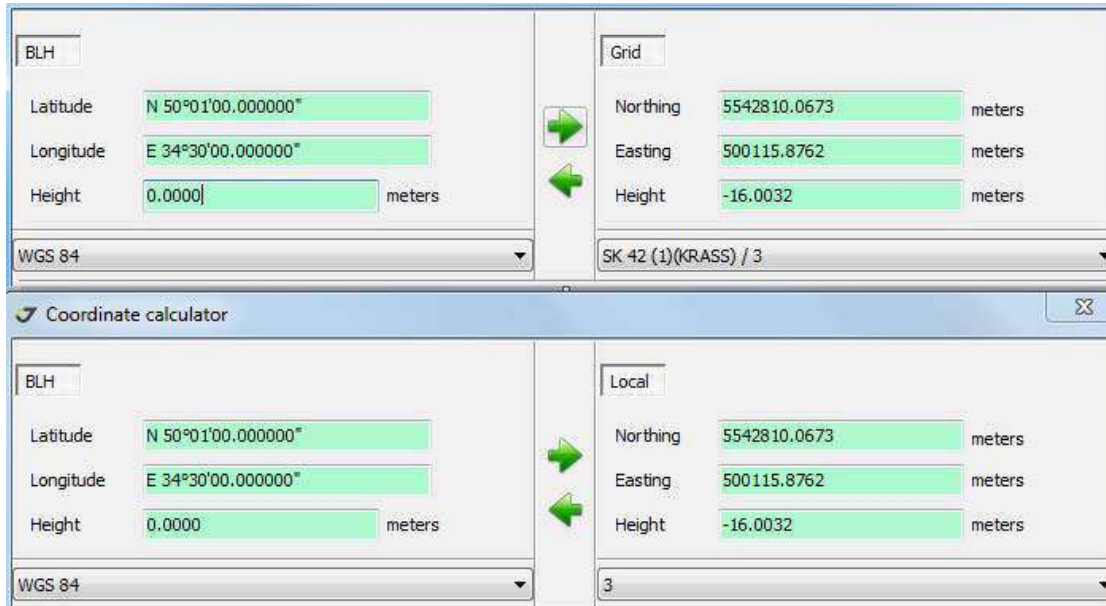 BLH Grid
Latitude N 50°01'00.000000" Northing 5542810.0673 meters
Longitude E 34°30'00.000000" Easting 500115.8762 meters
Height 0.0000 meters Height -16.0032 meters
WGS 84 SK 42 (1)(KRASS) / 3
Coordinate calculator
BLH Local
Latitude N 50°01'00.000000" Northing 5542810.0673 meters
Longitude E 34°30'00.000000" Easting 500115.8762 meters
Height 0.0000 meters Height -16.0032 meters
WGS 84 3